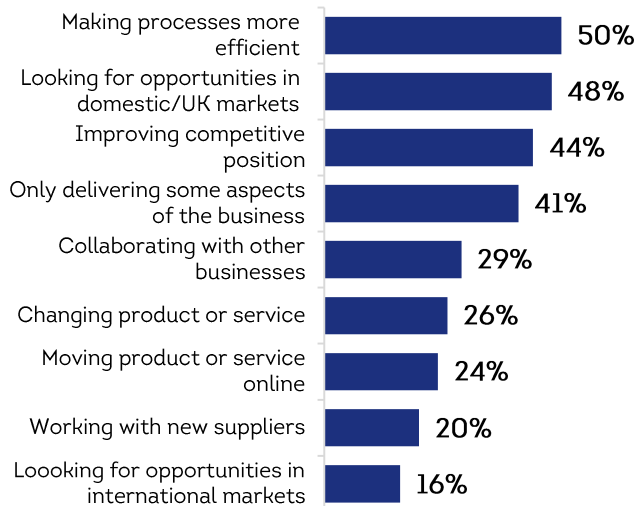 Making processes more
efficient
50%
Looking for opportunities in
domestic/UK markets
48%
Improving competitive
position
44%
Only delivering some aspects
of the business
41%
Collaborating with other
businesses
29%
Changing product or service
26%
Moving product or service
online
24%
Working with new suppliers
20%
Loooking for opportunities in
international markets
16%